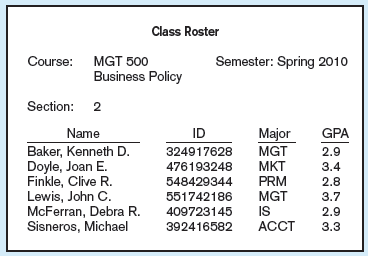 Class Roster
Course: MGT 500 Semester: Spring 2010
Business Policy
Section: 2
Name ID Major GPA
Baker, Kenneth D. 324917628 MGT 2.9
Doyle, Joan E. 476193248 MKT 3.4
Finkle, Clive R. 548429344 PRM 2.8
Lewis, John C. 551742186 MGT 3.7
McFerran, Debra R. 409723145 IS 2.9
Sisneros, Michael 392416582 ACCT 3.3